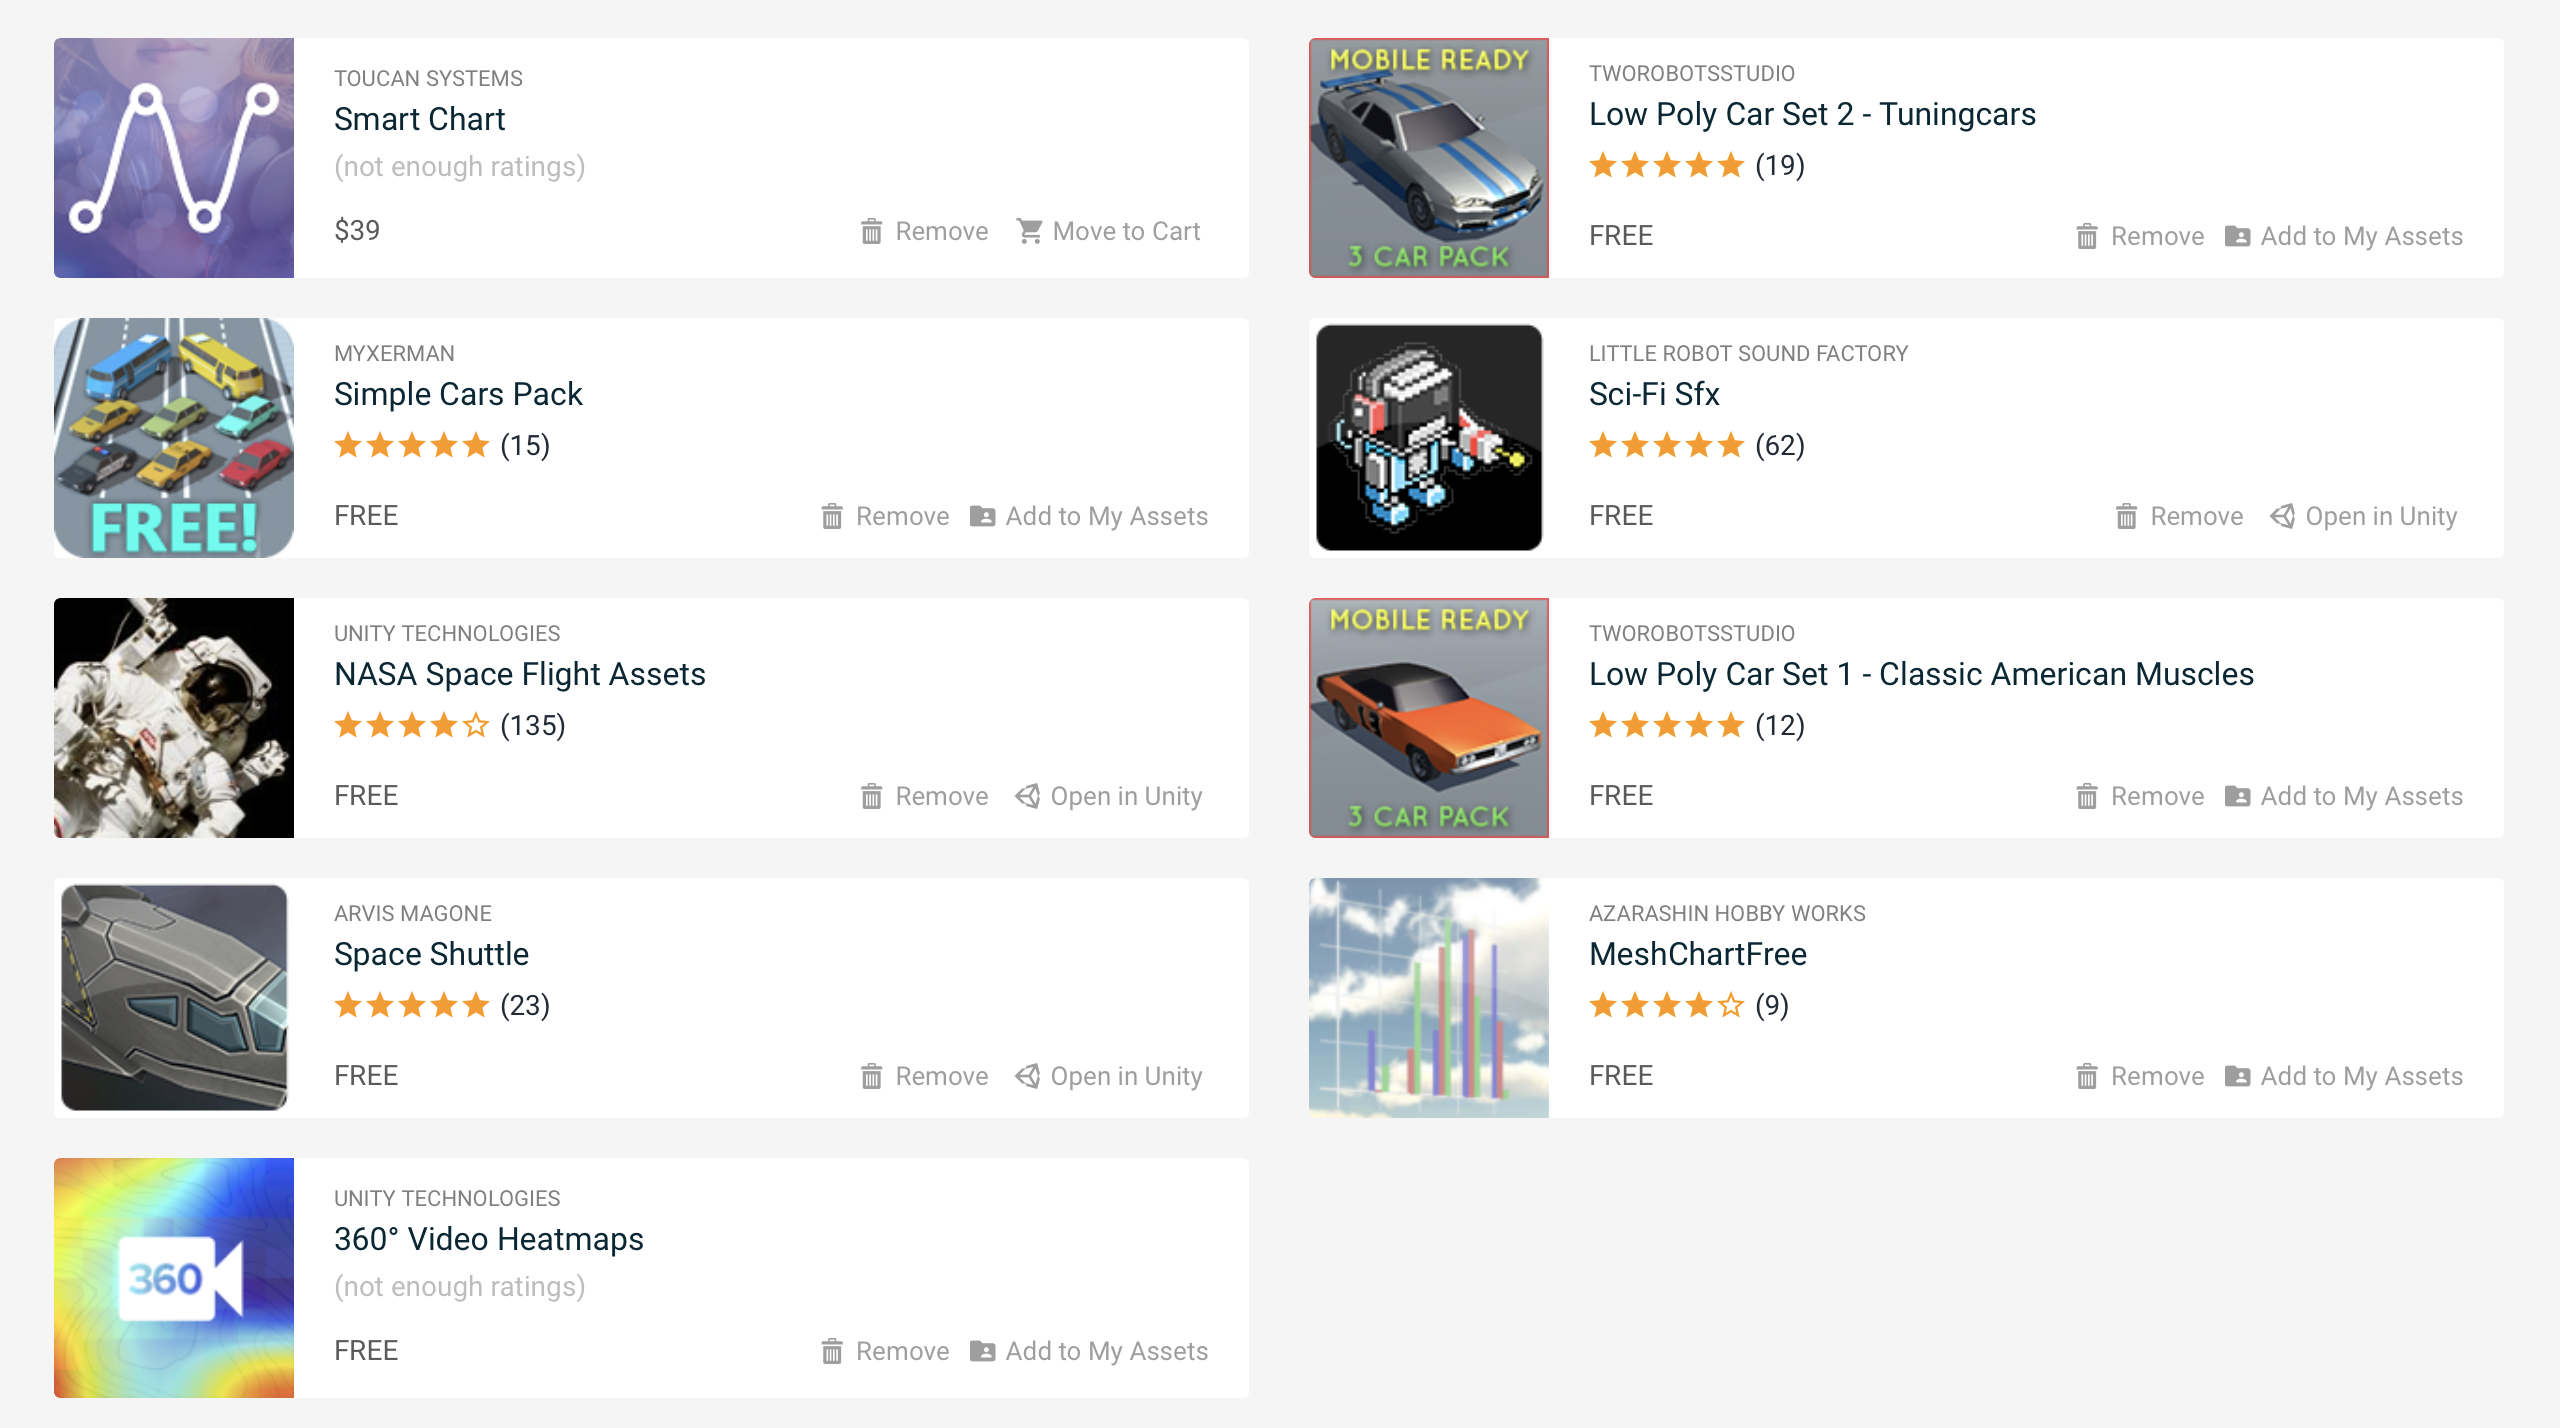 TOUCAN SYSTEMS
Smart Chart
(not enough ratings)
$39
Remove
Move to Cart
MOBILE READY
3 CAR PACK
TWOROBOTSSTUDIO
Low Poly Car Set 2 - Tuningcars
(19)
FREE
Remove
Add to My Assets
FREE!
MYXERMAN
Simple Cars Pack
(15)
FREE
Remove
Add to My Assets
LITTLE ROBOT SOUND FACTORY
Sci-Fi Sfx
(62)
FREE
Remove
Open in Unity
UNITY TECHNOLOGIES
NASA Space Flight Assets
(135)
FREE
Remove
Open in Unity
MOBILE READY
13
3 CAR PACK
TWOROBOTSSTUDIO
Low Poly Car Set 1 - Classic American Muscles
(12)
FREE
Remove
Add to My Assets
ARVIS MAGONE
Space Shuttle
(23)
FREE
Remove
Open in Unity
AZARASHIN HOBBY WORKS
MeshChartFree
(9)
FREE
Remove
Add to My Assets
360
UNITY TECHNOLOGIES
360° Video Heatmaps
(not enough ratings)
FREE
Remove
Add to My Assets